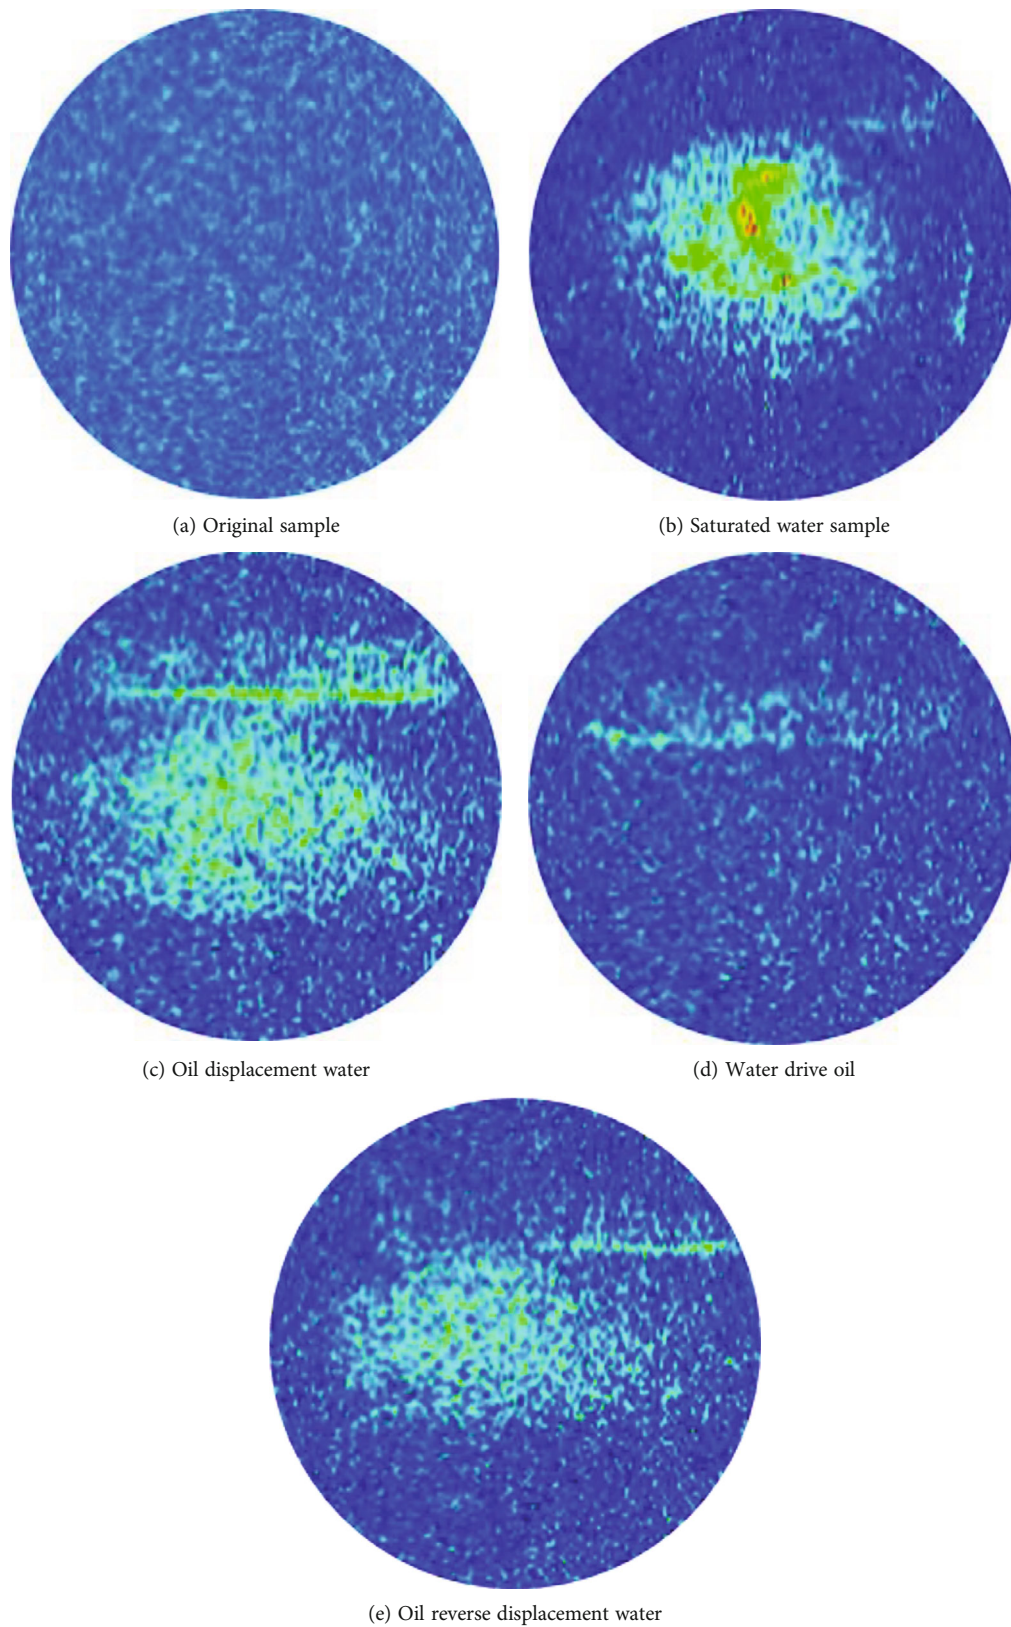 (a) Original sample
(b) Saturated water sample
(c) Oil displacement water
(d) Water drive oil
(e) Oil reverse displacement water